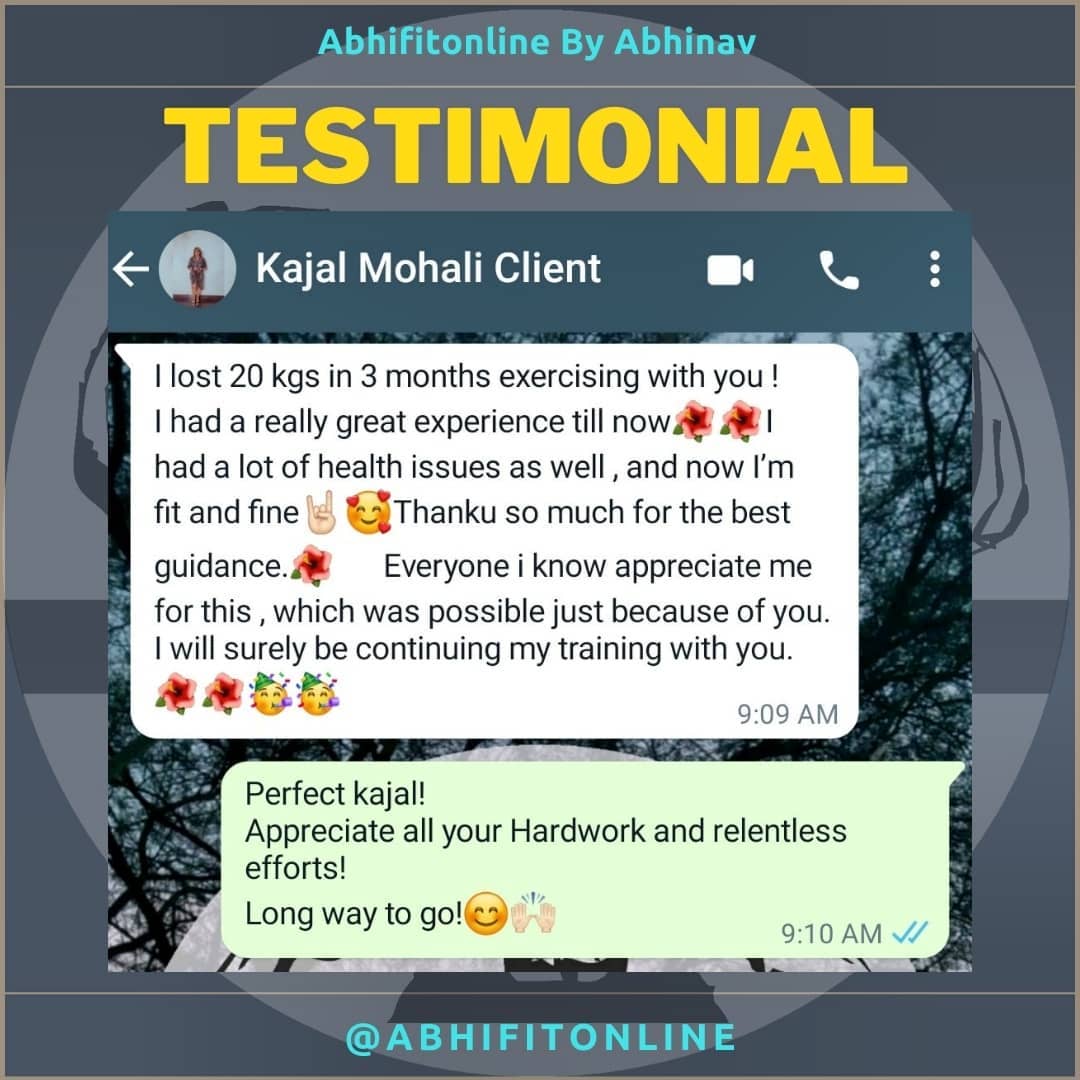 Abhifitonline By Abhinav
TESTIMONIAL
Kajal Mohali Client
I lost 20 kgs in 3 months exercising with you !
I had a really great experience till now🌺🌺I
had a lot of health issues as well , and now I'm
fit and fine🤘🏻🥰Thanku so much for the best
guidance.🌺 Everyone i know appreciate me
for this , which was possible just because of you.
I will surely be continuing my training with you.
🌺🌺🥳🥳
9:09 AM
Perfect kajal!
Appreciate all your Hardwork and relentless
efforts!
Long way to go!😊🙌🏻
9:10 AM
@ABHIFITONLINE